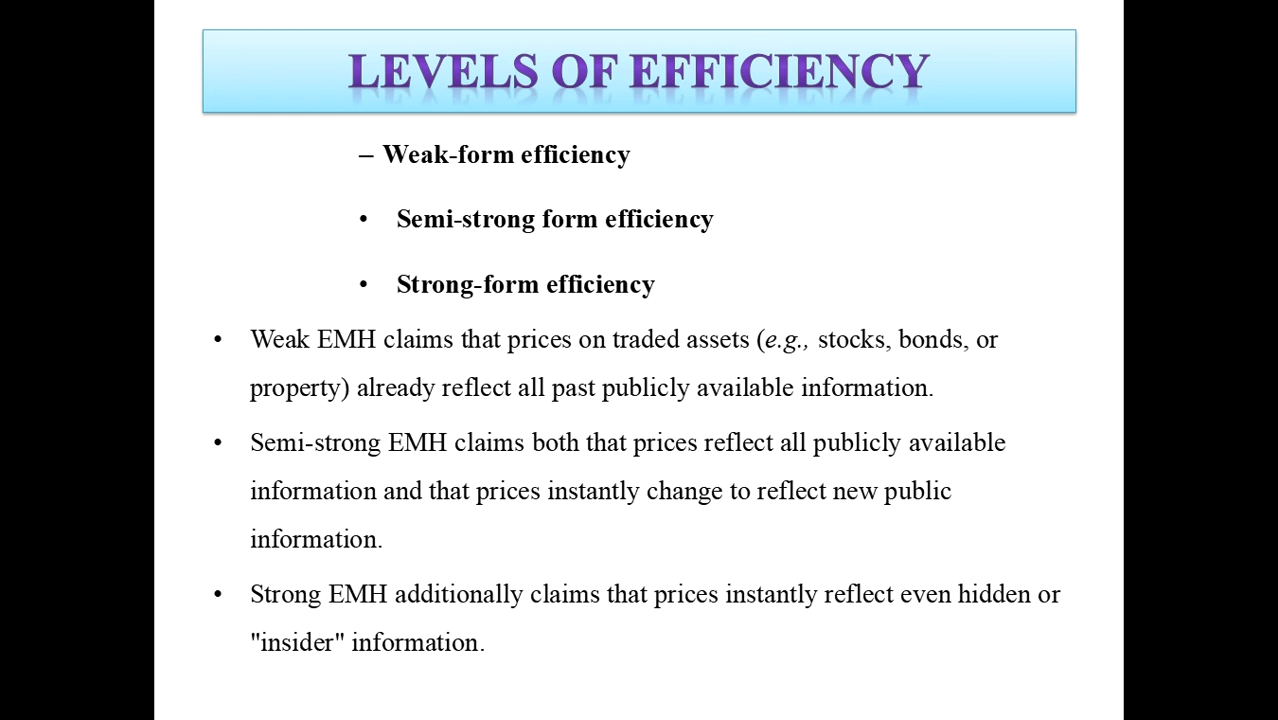 LEVELS OF EFFICIENCY
– Weak-form efficiency
• Semi-strong form efficiency
• Strong-form efficiency
• Weak EMH claims that prices on traded assets (e.g., stocks, bonds, or
property) already reflect all past publicly available information.
• Semi-strong EMH claims both that prices reflect all publicly available
information and that prices instantly change to reflect new public
information.
• Strong EMH additionally claims that prices instantly reflect even hidden or
"insider" information.